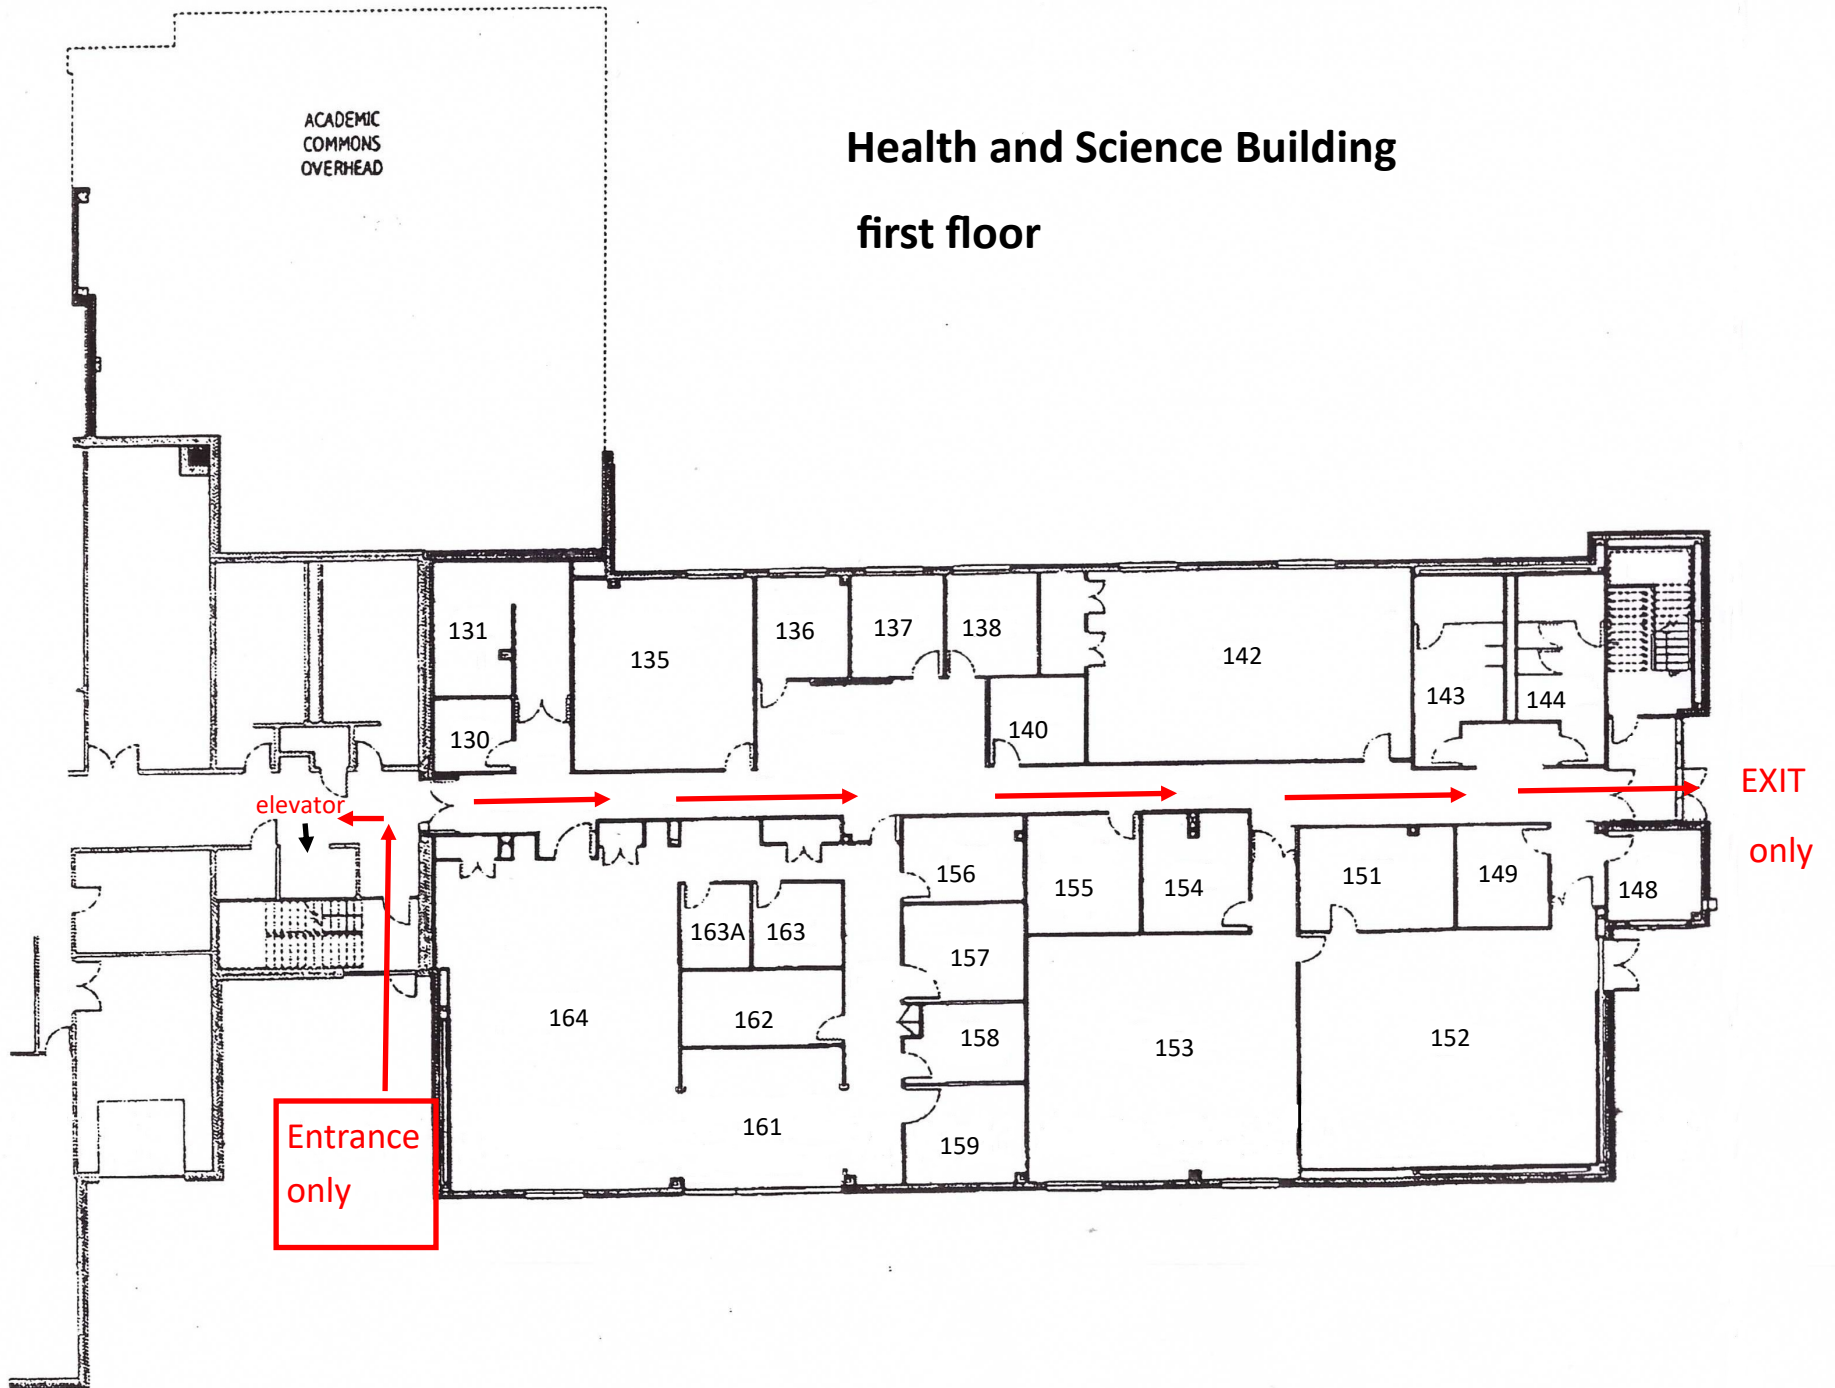 ACADEMIC
COMMONS
OVERHEAD
Health and Science Building
first floor
131
135
136
137
138
142
143
144
130
140
elevator
EXIT
only
156
155
154
151
149
148
163A
163
157
164
162
158
153
152
161
159
Entrance
only